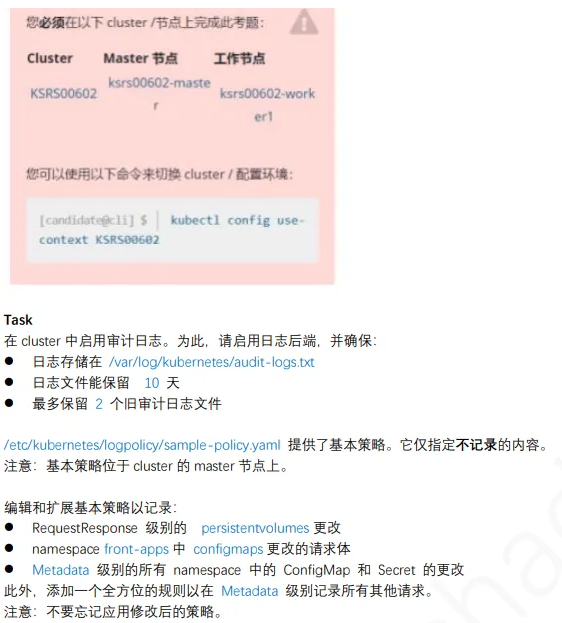 您必须在以下 cluster /节点上完成此考题：
Cluster Master 节点 工作节点
KSRS00602 ksrs00602-maste ksrs00602-work
r er1
您可以使用以下命令来切换 cluster / 配置环境：
[candidate@cli] $ | kubectl config use-
context KSRS00602
Task
在 cluster 中启用审计日志。为此，请启用日志后端，并确保：
● 日志存储在 /var/log/kubernetes/audit-logs.txt
● 日志文件能保留 10 天
● 最多保留 2 个旧审计日志文件
/etc/kubernetes/logpolicy/sample-policy.yaml 提供了基本策略。它仅指定不记录的内容。
注意：基本策略位于 cluster 的 master 节点上。
编辑和扩展基本策略以记录：
● RequestResponse 级别的 persistentvolumes 更改
● namespace front-apps 中 configmaps 更改的请求体
● Metadata 级别的所有 namespace 中的 ConfigMap 和 Secret 的更改
此外，添加一个全方位的规则以在 Metadata 级别记录所有其他请求。
注意：不要忘记应用修改后的策略。